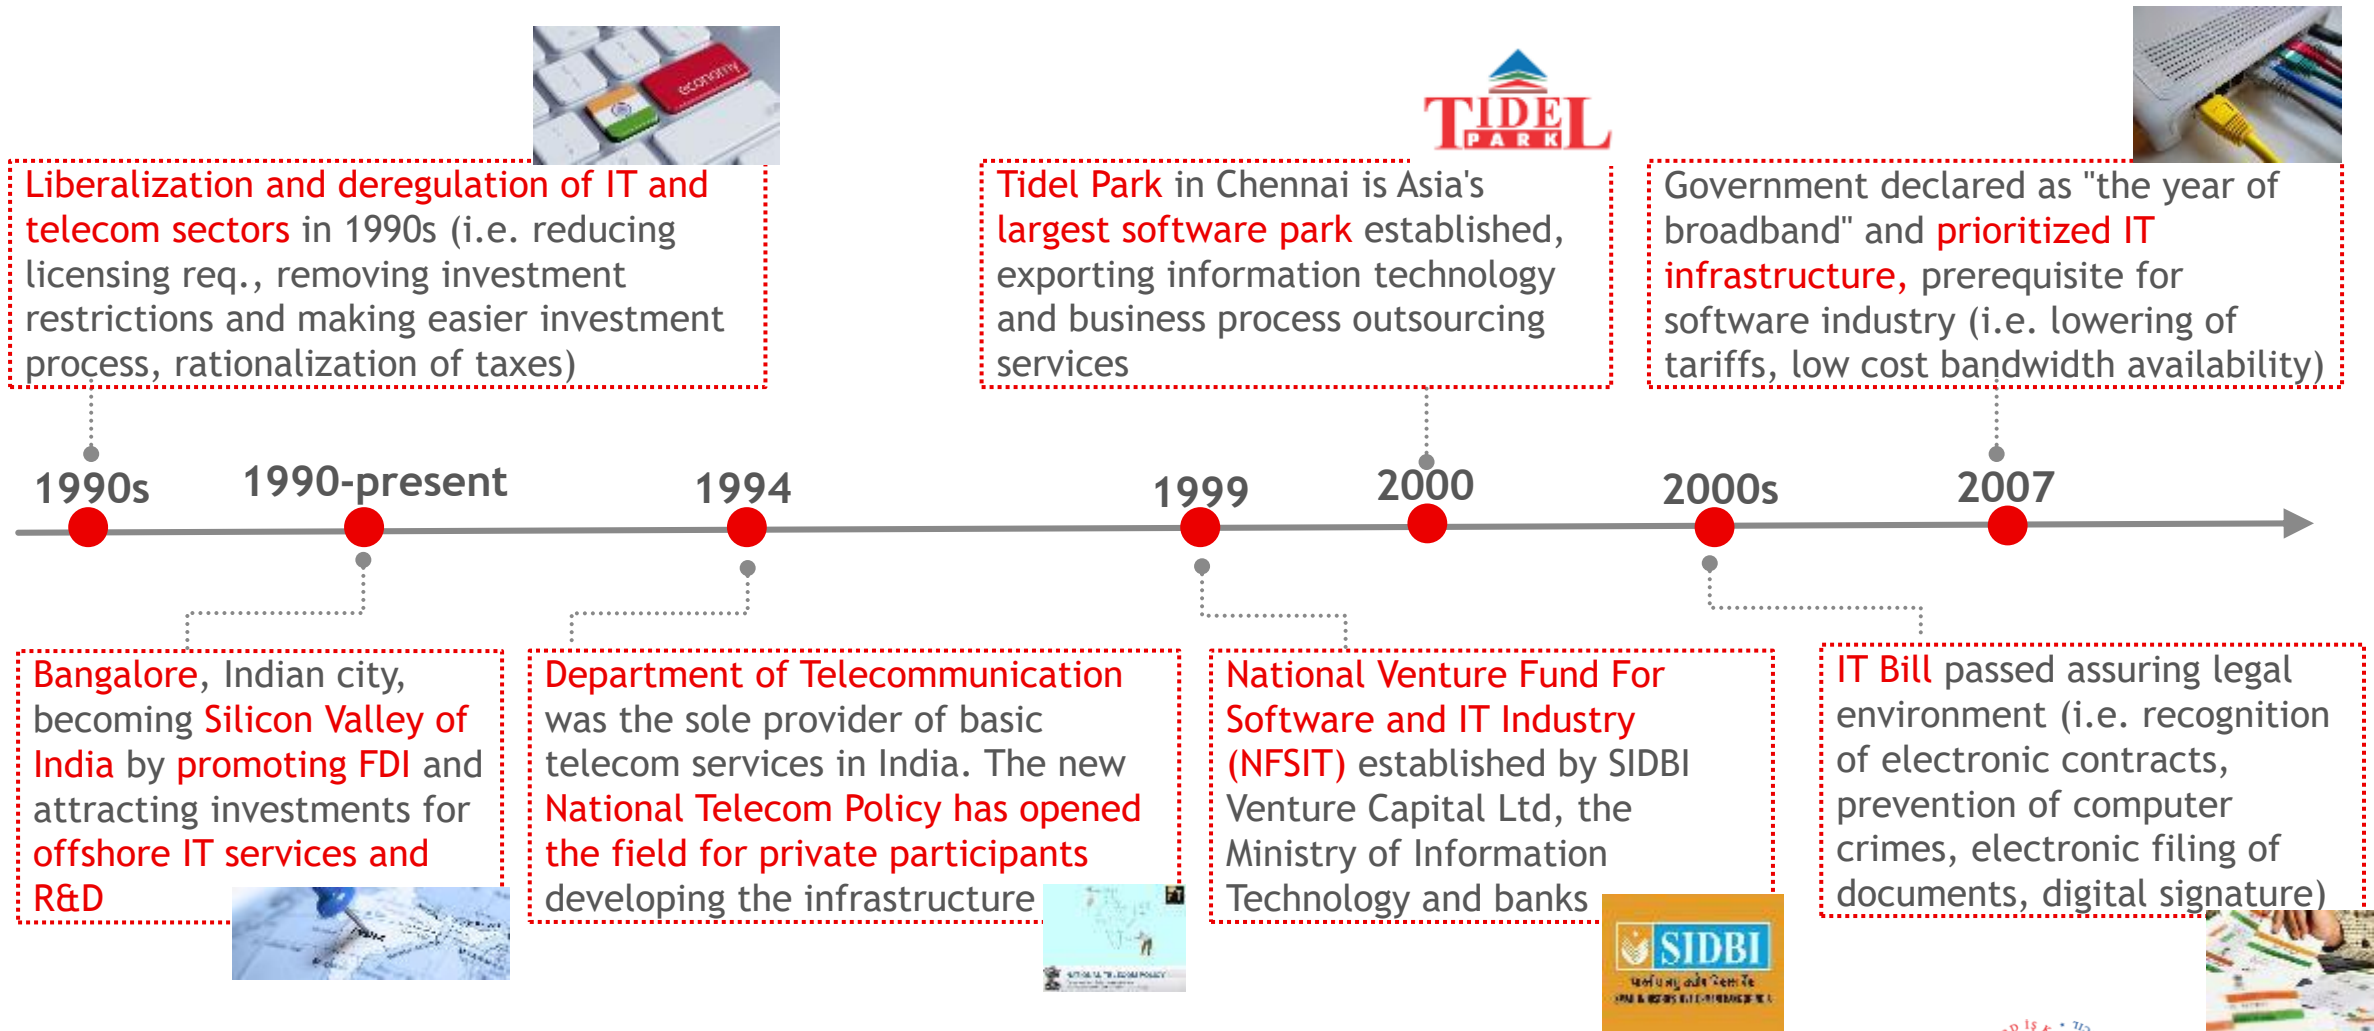 economy
TIDEL
PARK
Liberalization and deregulation of IT and
telecom sectors in 1990s (i.e. reducing
licensing req., removing investment
restrictions and making easier investment
process, rationalization of taxes)
Tidel Park in Chennai is Asia's
largest software park established,
exporting information technology
and business process outsourcing
services
Government declared as "the year of
broadband" and prioritized IT
infrastructure, prerequisite for
software industry (i.e. lowering of
tariffs, low cost bandwidth availability)
1990s
1990-present
1994
1999
2000
2000s
2007
Bangalore, Indian city,
becoming Silicon Valley of
India by promoting FDI and
attracting investments for
offshore IT services and
R&D
Department of Telecommunication
was the sole provider of basic
telecom services in India. The new
National Telecom Policy has opened
the field for private participants
developing the infrastructure
NATIONAL TELECOM POLICY
National Venture Fund For
Software and IT Industry
(NFSIT) established by SIDBI
Venture Capital Ltd, the
Ministry of Information
Technology and banks
SIDBI
IT Bill passed assuring legal
environment (i.e. recognition
of electronic contracts,
prevention of computer
crimes, electronic filing of
documents, digital signature)